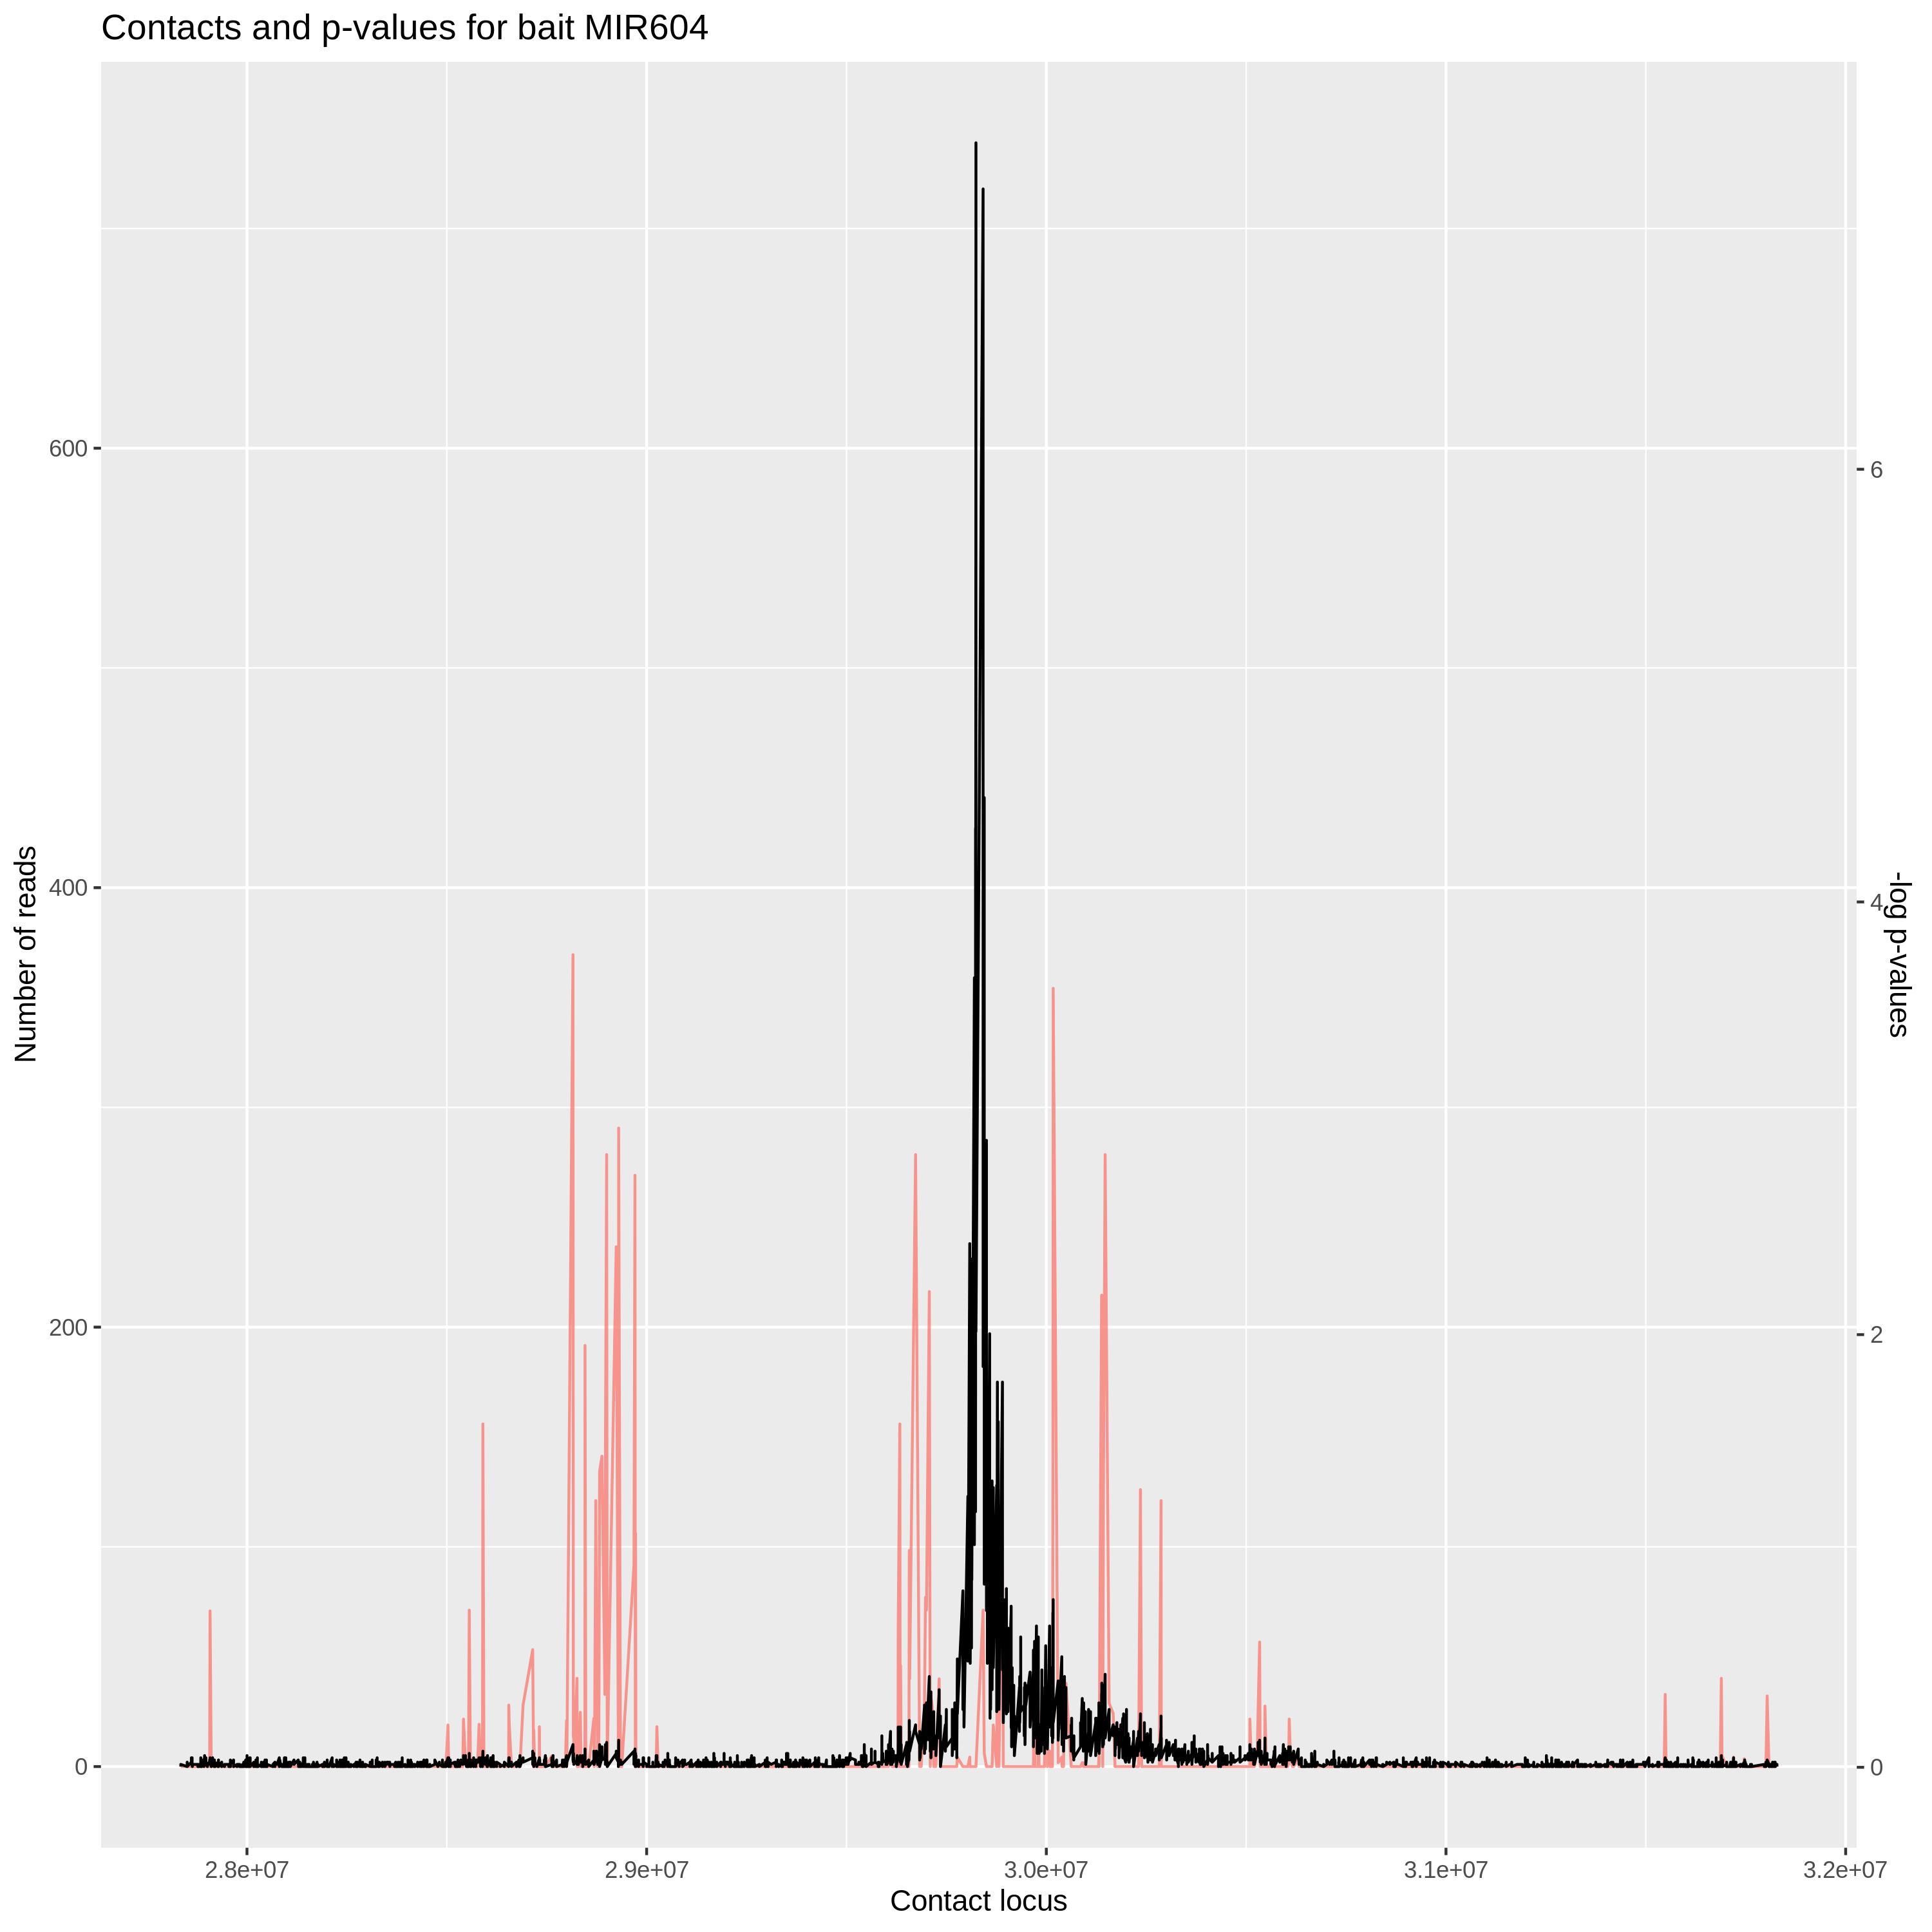 Contacts and p-values for bait MIR604
Number of reads
600
400
200
0
6
4
2
0
-log p-values
2.8e+07
2.9e+07
3.0e+07
3.1e+07
3.2e+07
Contact locus